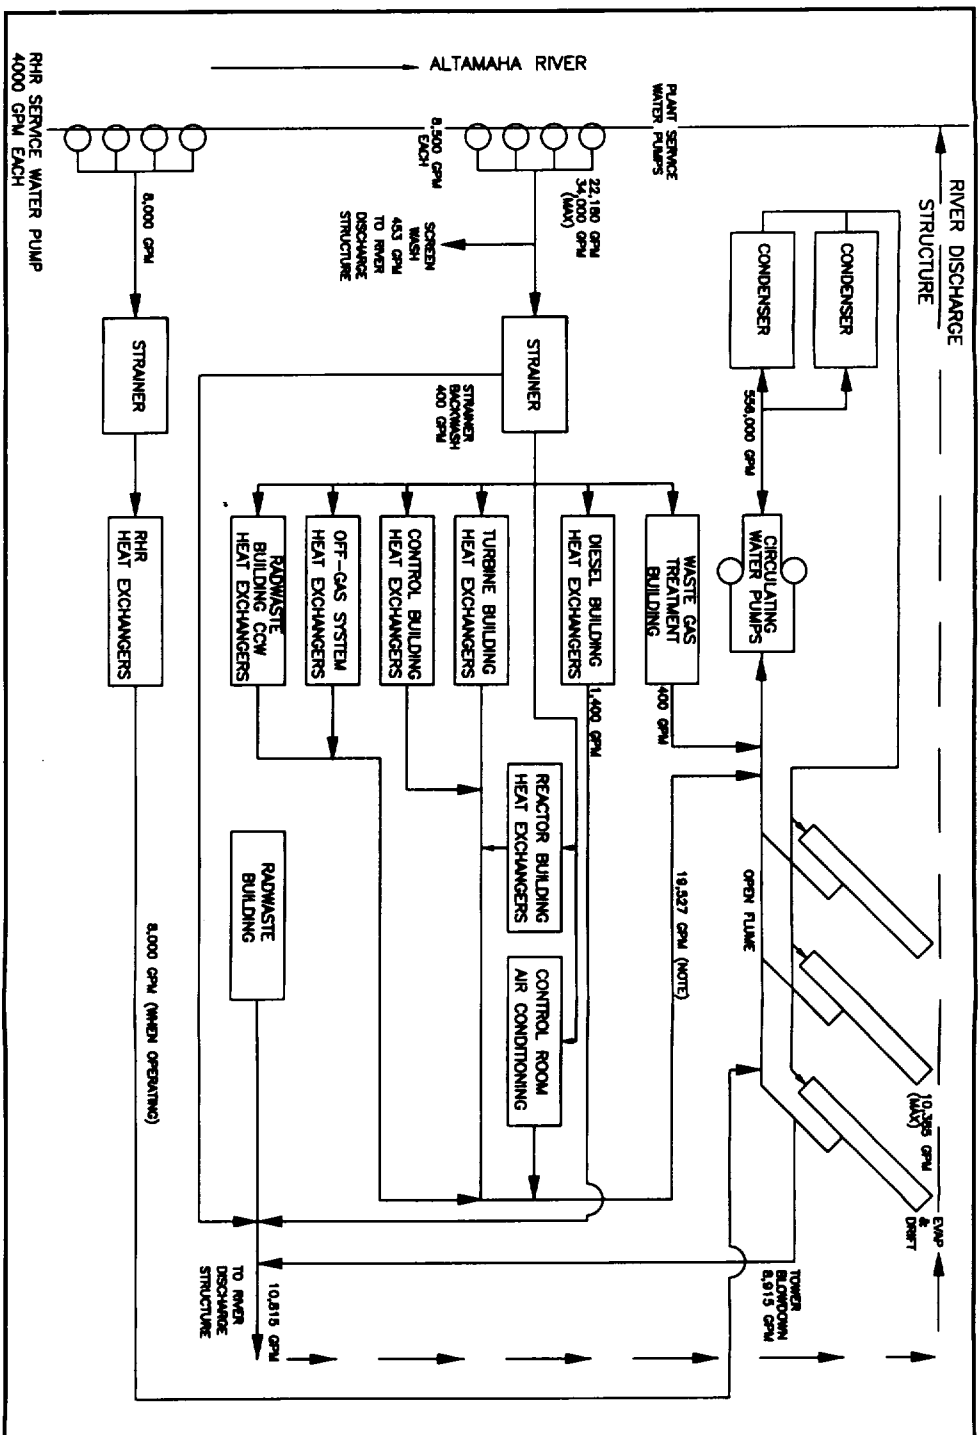 ALTAMAHA RIVER
RIVER DISCHARGE
STRUCTURE
PLANT SERVICE
WATER PUMPS
8,500 GPM
EACH
22,180 GPM
34,000 GPM
(MAX)
SCREEN
WASH
453 GPM
TO RIVER
DISCHARGE
STRUCTURE
RHR SERVICE WATER PUMP
4000 GPM EACH
8,000 GPM
CONDENSER
CONDENSER
556,000 GPM
STRAINER
STRAINER
BACKWASH
400 GPM
STRAINER
CIRCULATING
WATER PUMPS
WASTE GAS
TREATMENT
BUILDING
400 GPM
DIESEL BUILDING
HEAT EXCHANGERS
1,400 GPM
TURBINE BUILDING
HEAT EXCHANGERS
CONTROL BUILDING
HEAT EXCHANGERS
OFF-GAS SYSTEM
HEAT EXCHANGERS
RADWASTE
BUILDING CCW
HEAT EXCHANGERS
RHR
HEAT EXCHANGERS
REACTOR BUILDING
HEAT EXCHANGERS
RADWASTE
BUILDING
OPEN FLUME
19,527 GPM (NOTE)
CONTROL ROOM
AIR CONDITIONING
8,000 GPM (WHEN OPERATING)
10,385 GPM
(MAX)
EVAP
&
DRIFT
TOWER
BLOWDOWN
8,915 GPM
10,815 GPM
TO RIVER
DISCHARGE
STRUCTURE